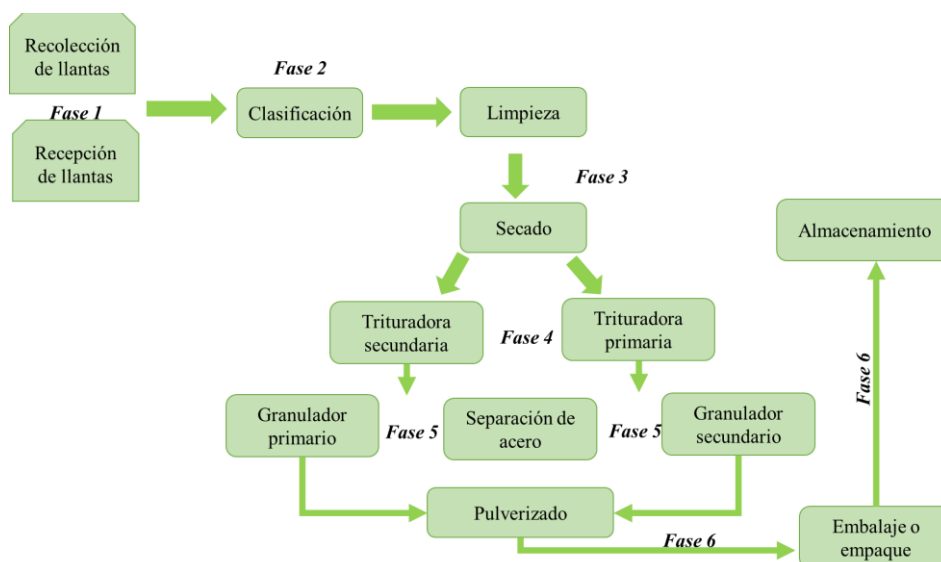 Recolección
de llantas
Fase 1
Recepción
de llantas
Fase 2
Clasificación
Limpieza
Fase 3
Secado
Almacenamiento
Trituradora
secundaria
Fase 4
Trituradora
primaria
Fase 6
Granulador
primario
Fase 5
Separación de
acero
Fase 5
Granulador
secundario
Pulverizado
Fase 6
Embalaje o
empaque